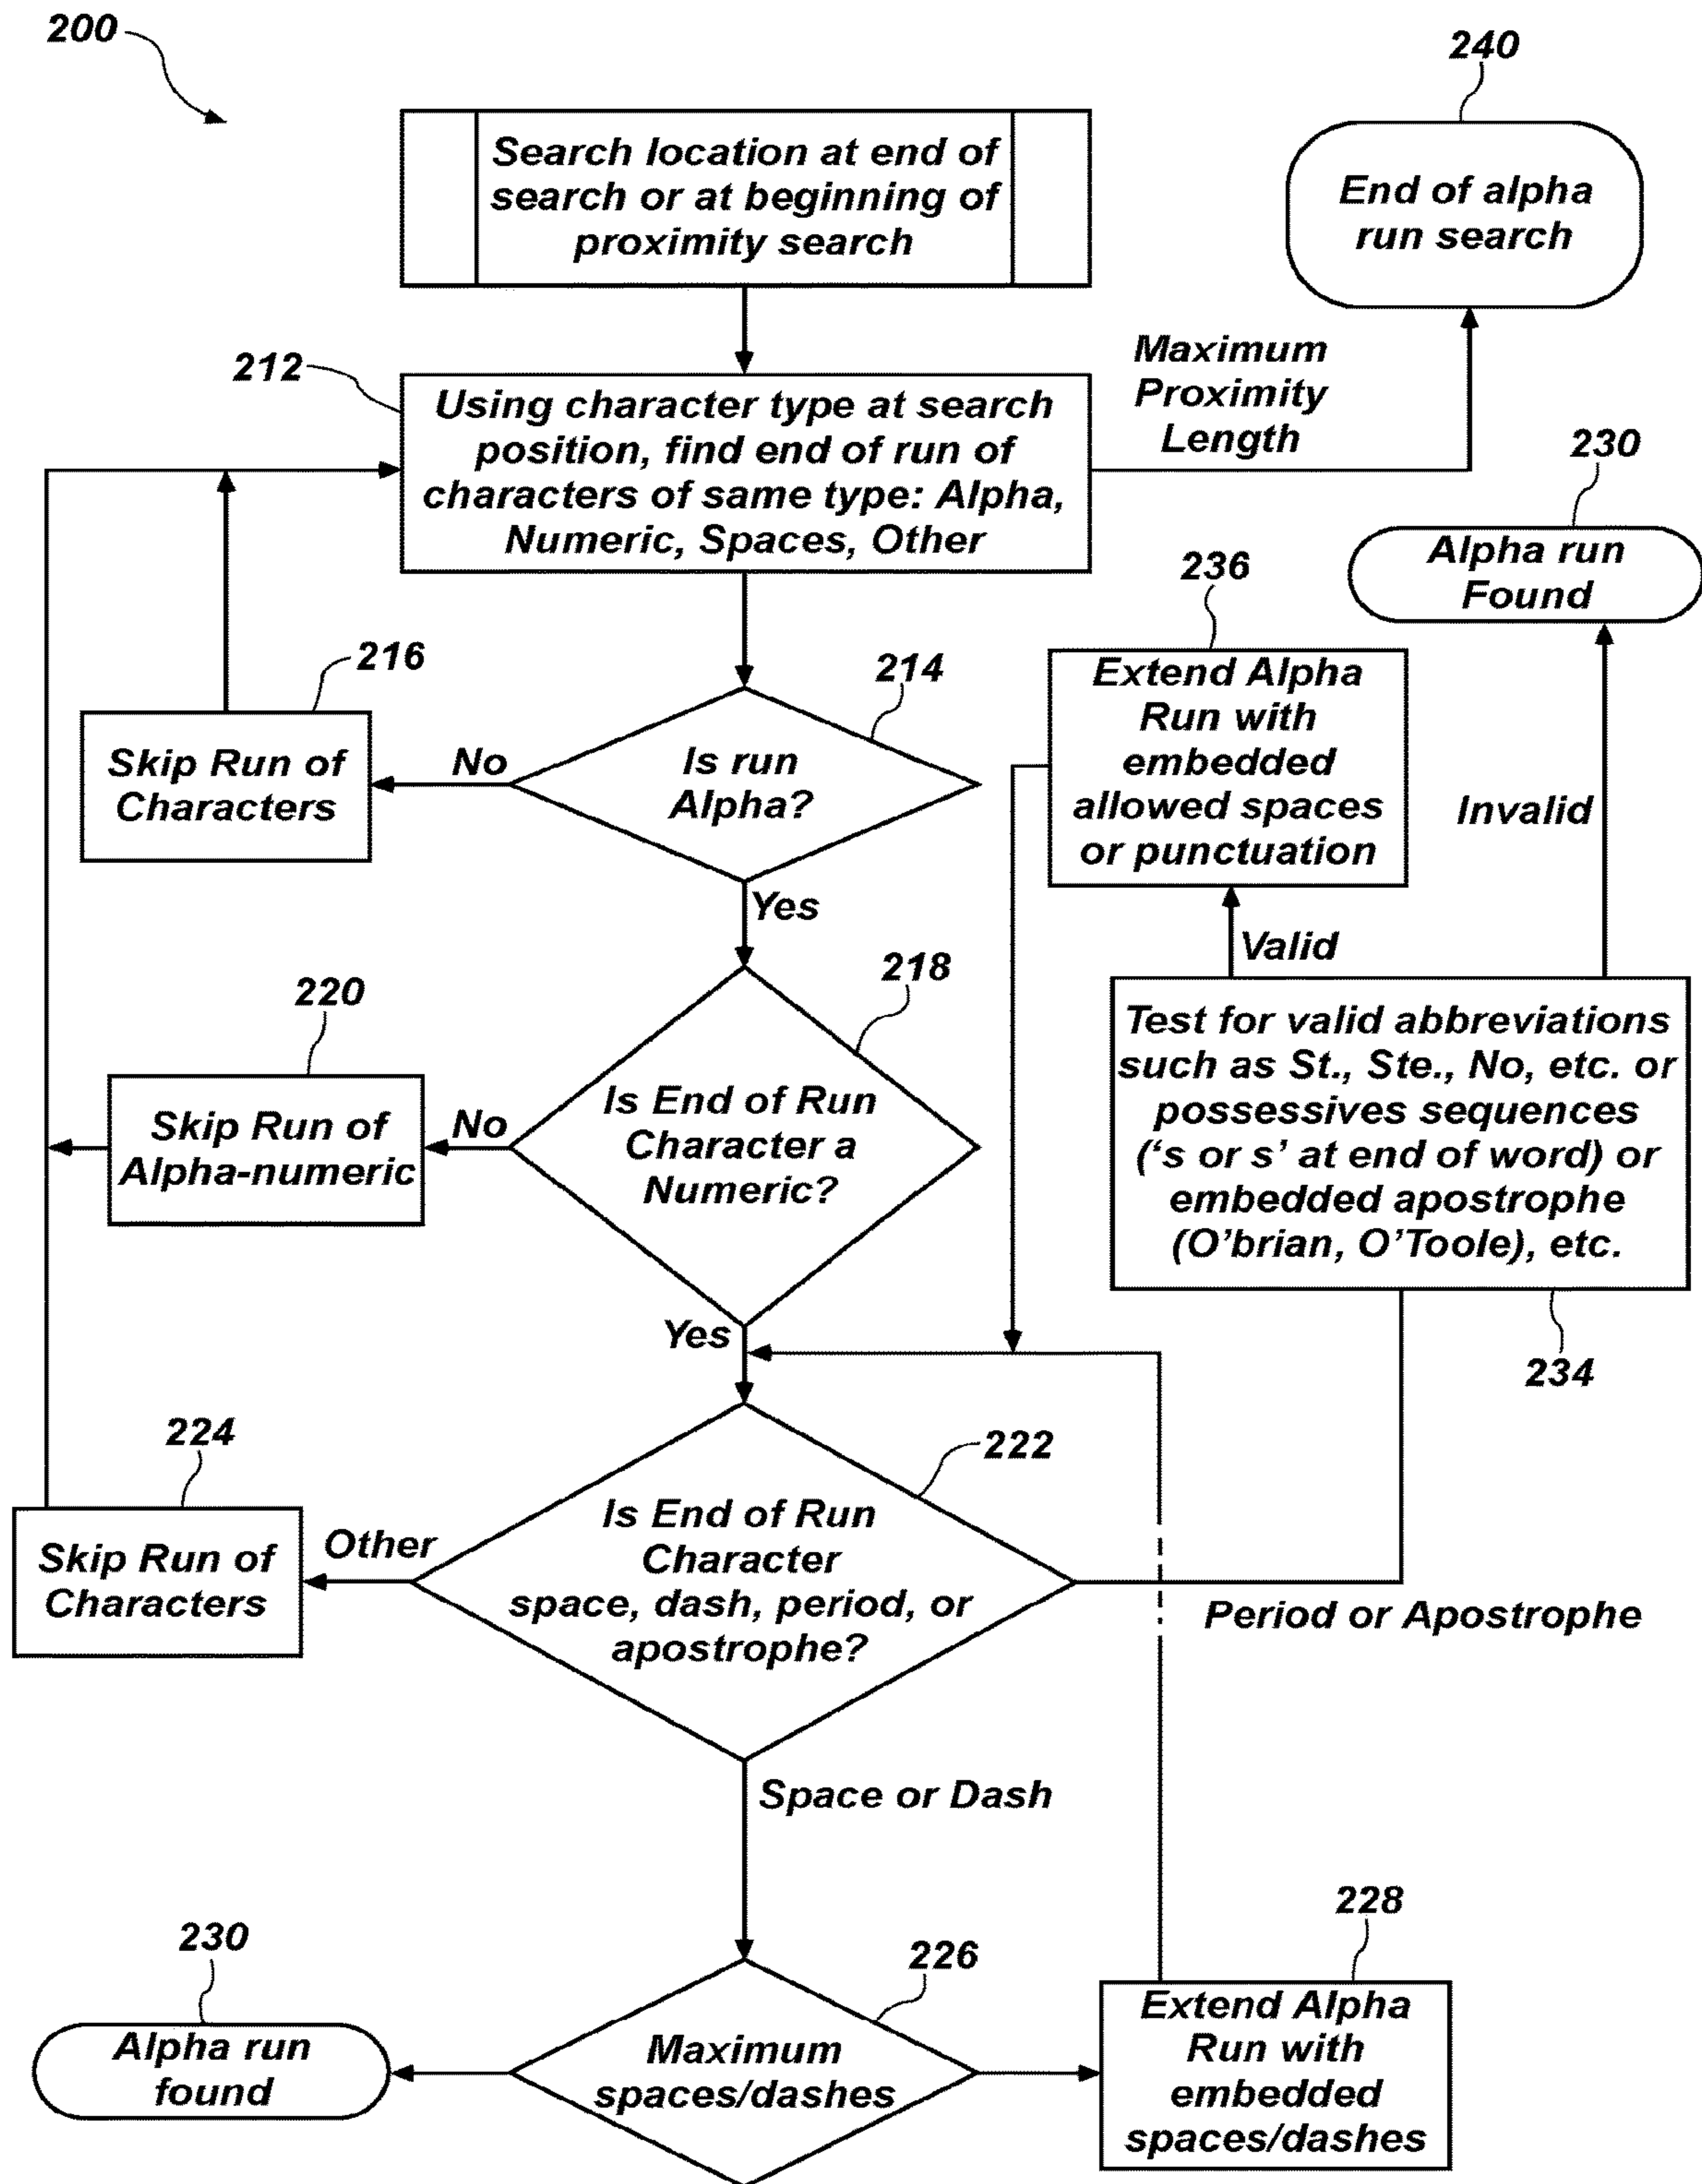 200
240
Search location at end of
search or at beginning of
proximity search
End of alpha
run search
212
Using character type at search
position, find end of run of
characters of same type: Alpha,
Numeric, Spaces, Other
Maximum
Proximity
Length
230
Alpha run
Found
236
Extend Alpha
Run with
embedded
allowed spaces
or punctuation
216
Skip Run of
Characters
No
214
Is run
Alpha?
Invalid
Yes
Valid
218
220
Skip Run of
Alpha-numeric
No
Is End of Run
Character a
Numeric?
Test for valid abbreviations
such as St., Ste., No, etc. or
possessives sequences
(‘s or s’ at end of word) or
embedded apostrophe
(O’brian, O’Toole), etc.
Yes
234
224
Skip Run of
Characters
Other
222
Is End of Run
Character
space, dash, period, or
apostrophe?
Period or Apostrophe
Space or Dash
230
Alpha run
found
226
Maximum
spaces/dashes
228
Extend Alpha
Run with
embedded
spaces/dashes